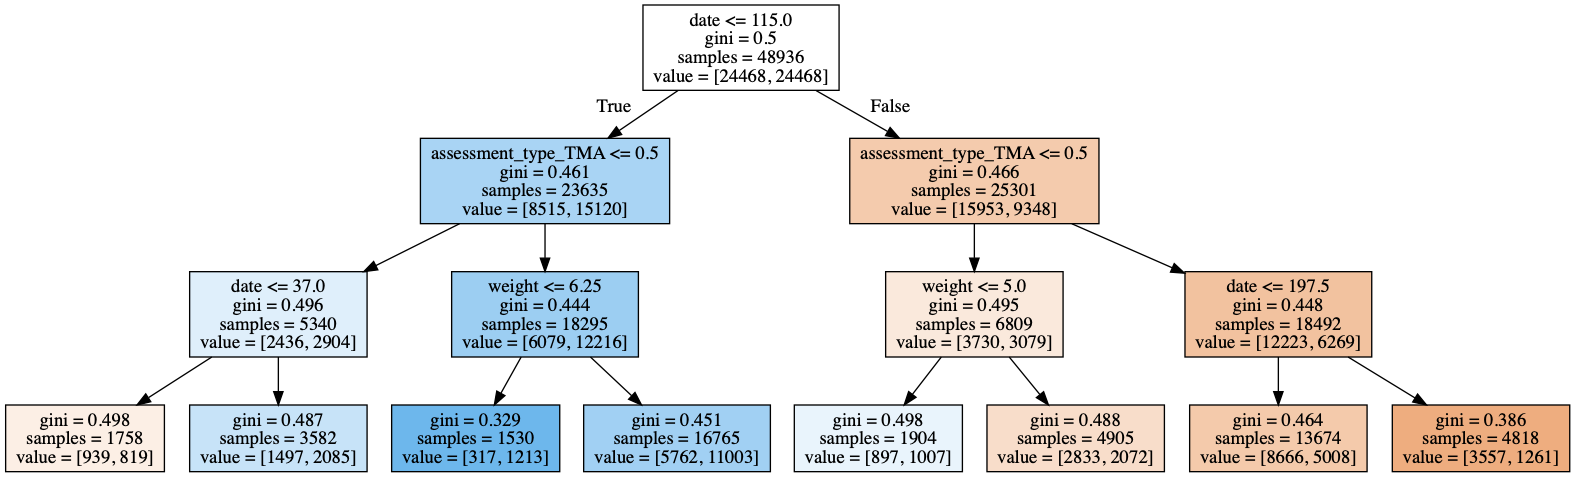 date <= 115.0
gini = 0.5
samples = 48936
value = [24468, 24468]
True
False
assessment_type_TMA <= 0.5
gini = 0.461
samples = 23635
value = [8515, 15120]
assessment_type_TMA <= 0.5
gini = 0.466
samples = 25301
value = [15953, 9348]
date <= 37.0
gini = 0.496
samples = 5340
value = [2436, 2904]
weight <= 6.25
gini = 0.444
samples = 18295
value = [6079, 12216]
weight <= 5.0
gini = 0.495
samples = 6809
value = [3730, 3079]
date <= 197.5
gini = 0.448
samples = 18492
value = [12223, 6269]
gini = 0.498
samples = 1758
value = [939, 819]
gini = 0.487
samples = 3582
value = [1497, 2085]
gini = 0.329
samples = 1530
value = [317, 1213]
gini = 0.451
samples = 16765
value = [5762, 11003]
gini = 0.498
samples = 1904
value = [897, 1007]
gini = 0.488
samples = 4905
value = [2833, 2072]
gini = 0.464
samples = 13674
value = [8666, 5008]
gini = 0.386
samples = 4818
value = [3557, 1261]